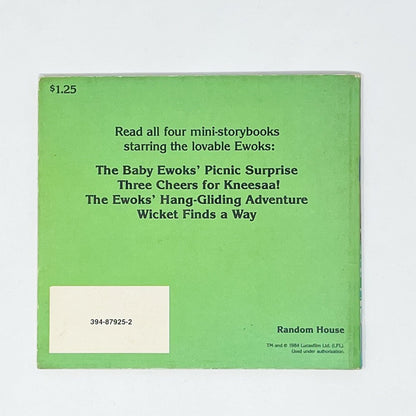 $1.25
Read all four mini-storybooks
starring the lovable Ewoks:
The Baby Ewoks' Picnic Surprise
Three Cheers for Kneesaa!
The Ewoks' Hang-Gliding Adventure
Wicket Finds a Way
394-87925-2
Random House
TM and © 1984 Lucasfilm Ltd. (LFL).
Used under authorization.